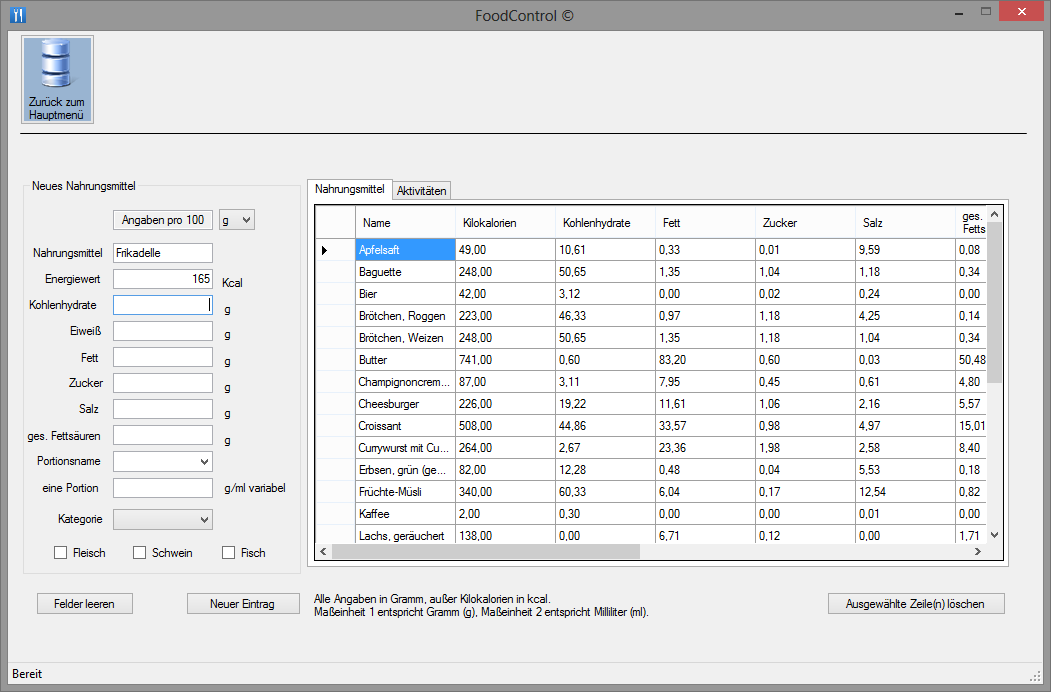 FoodControl ©
Zurück zum
Hauptmenü
Neues Nahrungsmittel
Angaben pro 100 g
Nahrungsmittel Frikadelle
Energiewert 165 Kcal
Kohlenhydrate g
Eiweiß g
Fett g
Zucker g
Salz g
ges. Fettsäuren g
Portionsname
eine Portion g/ml variabel
Kategorie
Fleisch Schwein Fisch
Felder leeren Neuer Eintrag
Nahrungsmittel Aktivitäten
Name Kilokalorien Kohlenhydrate Fett Zucker Salz ges.
Fetts
Apfelsaft 49,00 10,61 0,33 0,01 9,59 0,08
Baguette 248,00 50,65 1,35 1,04 1,18 0,34
Bier 42,00 3,12 0,00 0,02 0,24 0,00
Brötchen, Roggen 223,00 46,33 0,97 1,18 4,25 0,14
Brötchen, Weizen 248,00 50,65 1,35 1,18 1,04 0,34
Butter 741,00 0,60 83,20 0,60 0,03 50,48
Champignoncrem... 87,00 3,11 7,95 0,45 0,61 4,80
Cheesburger 226,00 19,22 11,61 1,06 2,16 5,57
Croissant 508,00 44,86 33,57 0,98 4,97 15,01
Currywurst mit Cu... 264,00 2,67 23,36 1,98 2,58 8,40
Erbsen, grün (ge... 82,00 12,28 0,48 0,04 5,53 0,18
Früchte-Müsli 340,00 60,33 6,04 0,17 12,54 0,82
Kaffee 2,00 0,30 0,00 0,00 0,01 0,00
Lachs, geräuchert 138,00 0,00 6,71 0,12 0,00 1,71
Alle Angaben in Gramm, außer Kilokalorien in kcal.
Maßeinheit 1 entspricht Gramm (g), Maßeinheit 2 entspricht Milliliter (ml).
Ausgewählte Zeile(n) löschen
Bereit